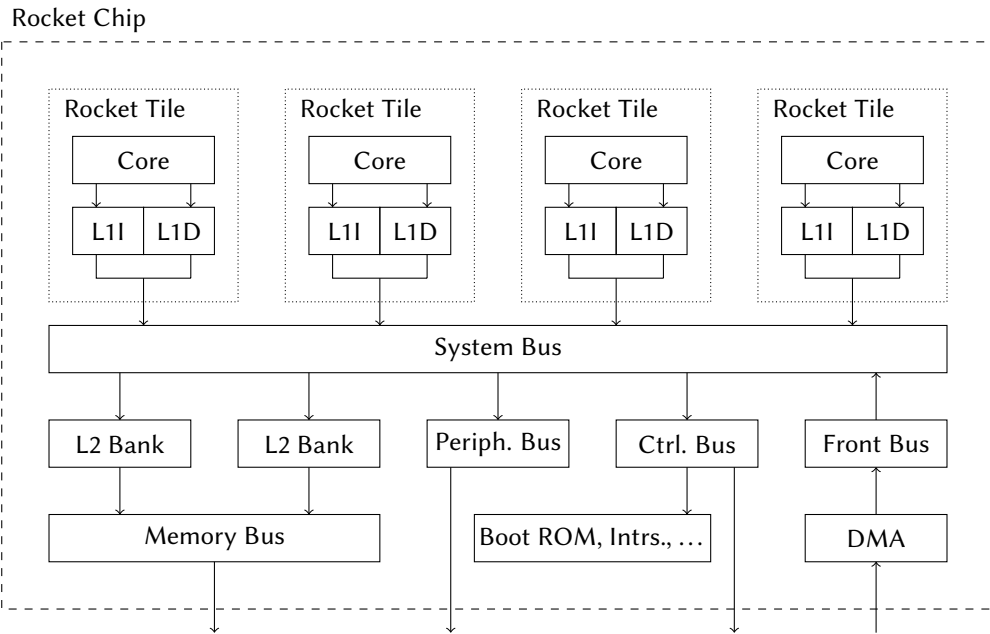 Rocket Chip
Rocket Tile
Rocket Tile
Rocket Tile
Rocket Tile
Core
Core
Core
Core
L1I
L1D
L1I
L1D
L1I
L1D
L1I
L1D
System Bus
L2 Bank
L2 Bank
Periph. Bus
Ctrl. Bus
Front Bus
Memory Bus
Boot ROM, Intrs., …
DMA